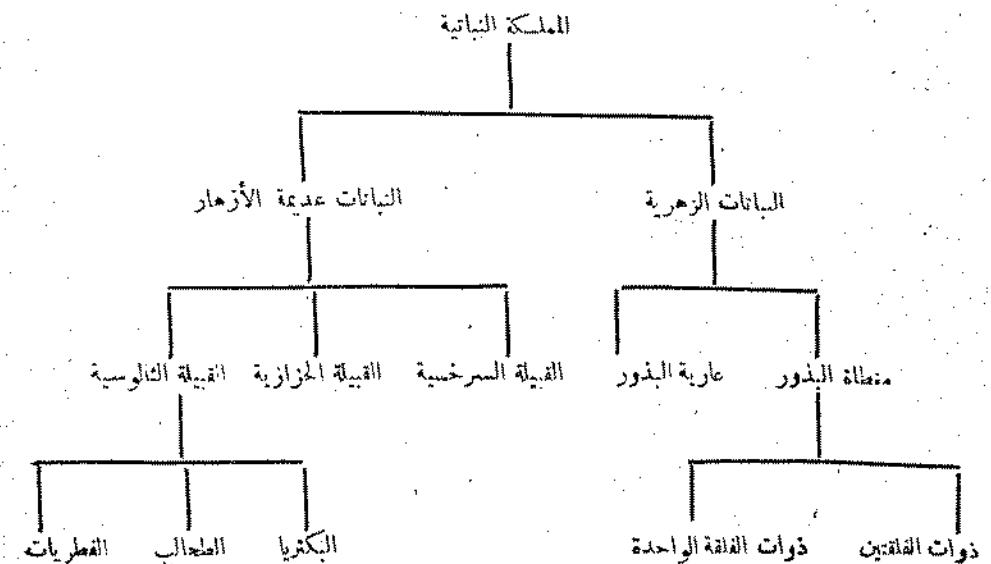 المملكة النباتية
النباتات الزهرية
النباتات عديمة الأزهار
مغطاة البذور
عارية البذور
القبيلة السرخسية
القبيلة الحزازية
القبيلة الثالوسية
ذوات الفلقتين
ذوات الفلقة الواحدة
البكتريا
الطحالب
الفطريات